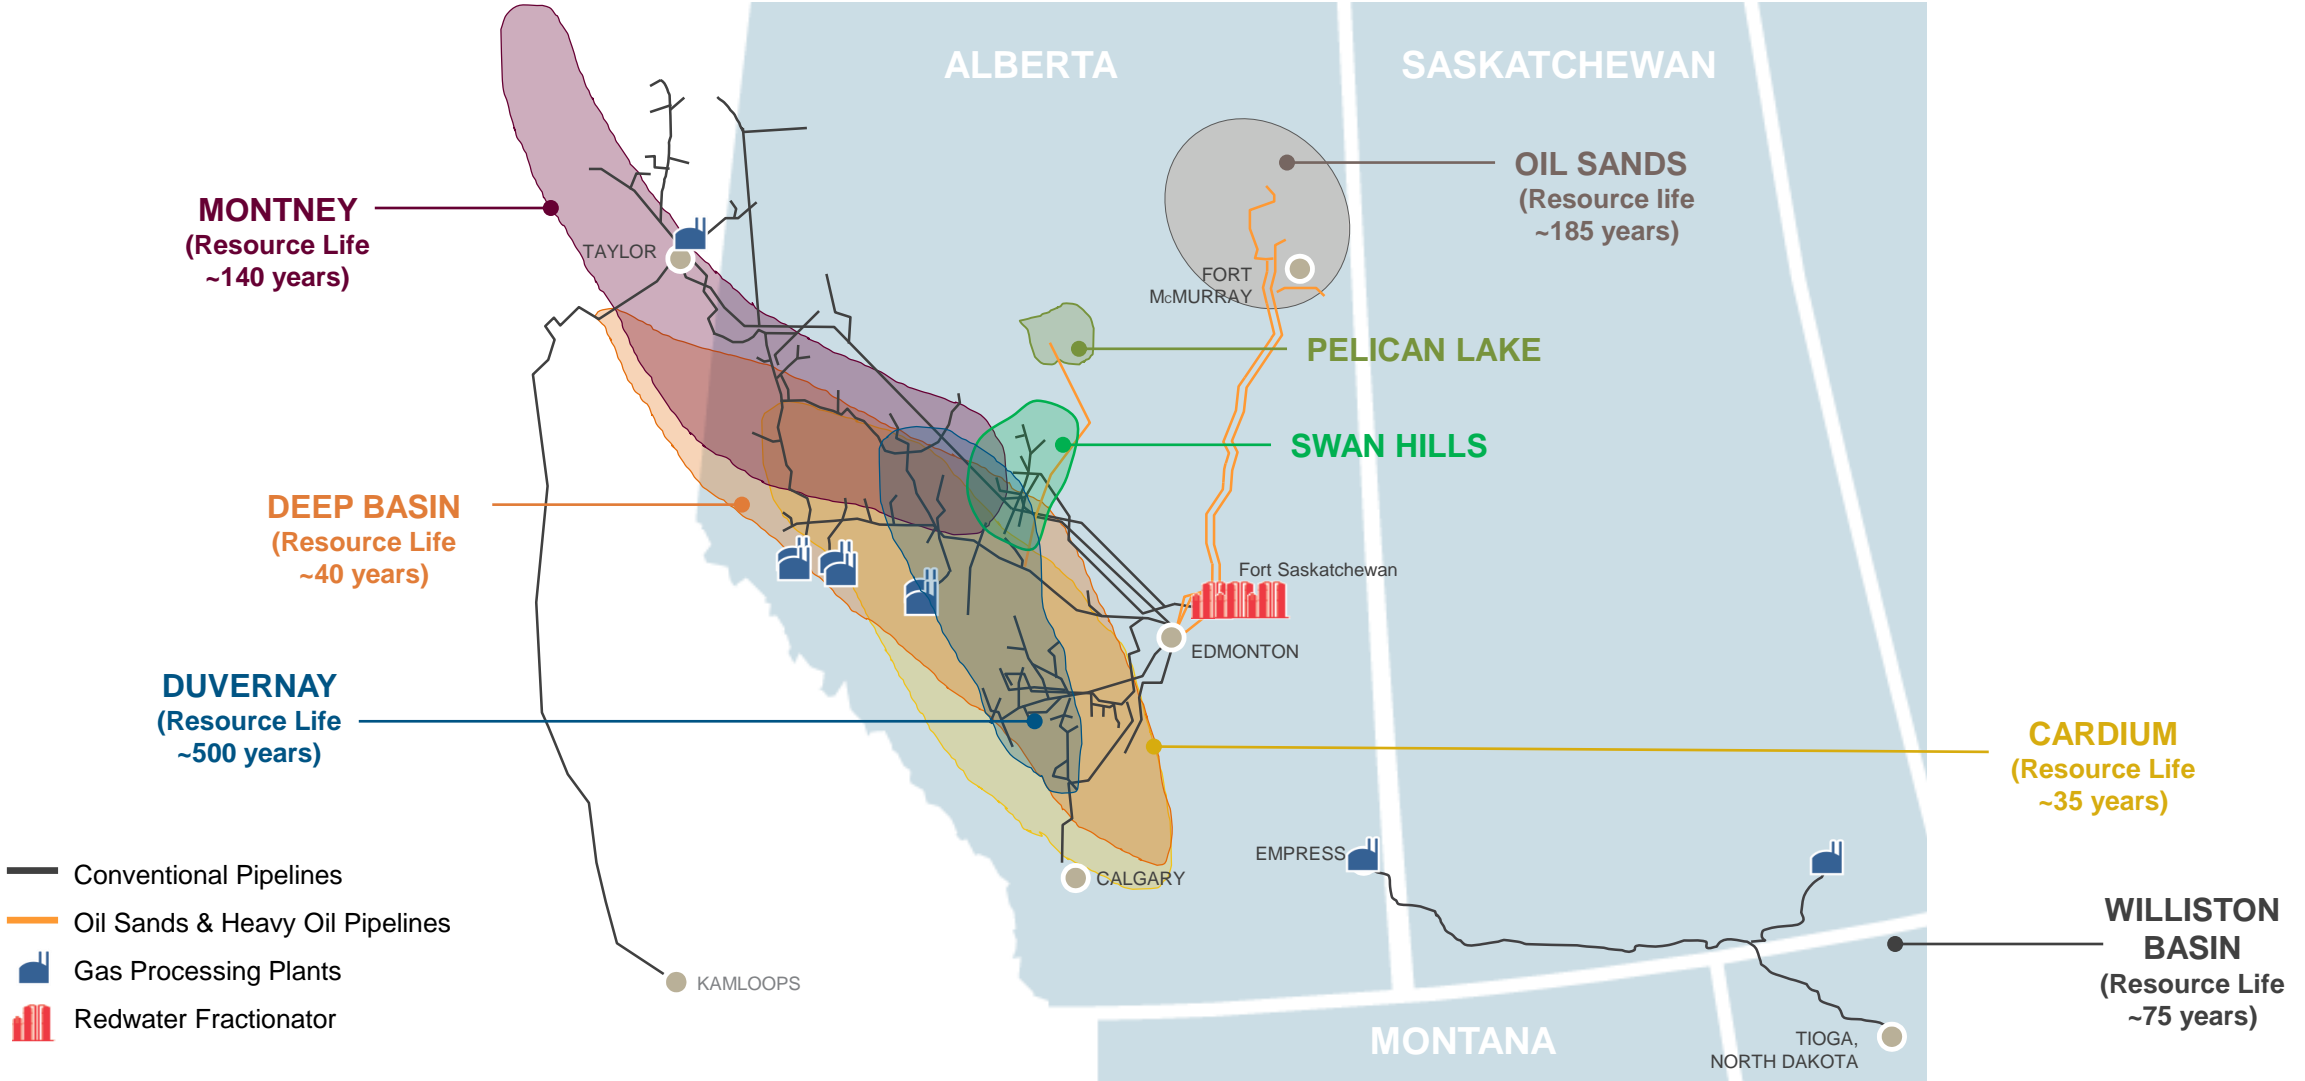 ALBERTA
SASKATCHEWAN
OIL SANDS
(Resource life
~185 years)
MONTNEY
(Resource Life
~140 years)
TAYLOR
FORT
McMURRAY
PELICAN LAKE
SWAN HILLS
DEEP BASIN
(Resource Life
~40 years)
Fort Saskatchewan
EDMONTON
DUVERNAY
(Resource Life
~500 years)
CARDIUM
(Resource Life
~35 years)
EMPRESS
CALGARY
Conventional Pipelines
Oil Sands & Heavy Oil Pipelines
Gas Processing Plants
Redwater Fractionator
KAMLOOPS
WILLISTON
BASIN
(Resource Life
~75 years)
MONTANA
TIOGA,
NORTH DAKOTA